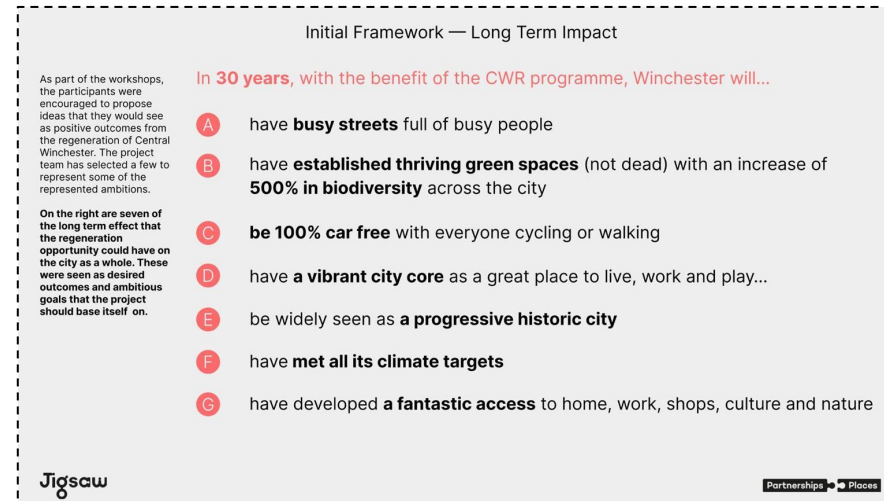 Initial Framework — Long Term Impact
As part of the workshops,
the participants were
encouraged to propose
ideas that they would see
as positive outcomes from
the regeneration of Central
Winchester. The project
team has selected a few to
represent some of the
represented ambitions.
On the right are seven of
the long term effect that
the regeneration
opportunity could have on
the city as a whole. These
were seen as desired
outcomes and ambitious
goals that the project
should base itself on.
In 30 years, with the benefit of the CWR programme, Winchester will...
A have busy streets full of busy people
B have established thriving green spaces (not dead) with an increase of
500% in biodiversity across the city
C be 100% car free with everyone cycling or walking
D have a vibrant city core as a great place to live, work and play...
E be widely seen as a progressive historic city
F have met all its climate targets
G have developed a fantastic access to home, work, shops, culture and nature
Jigsaw
Partnerships Places